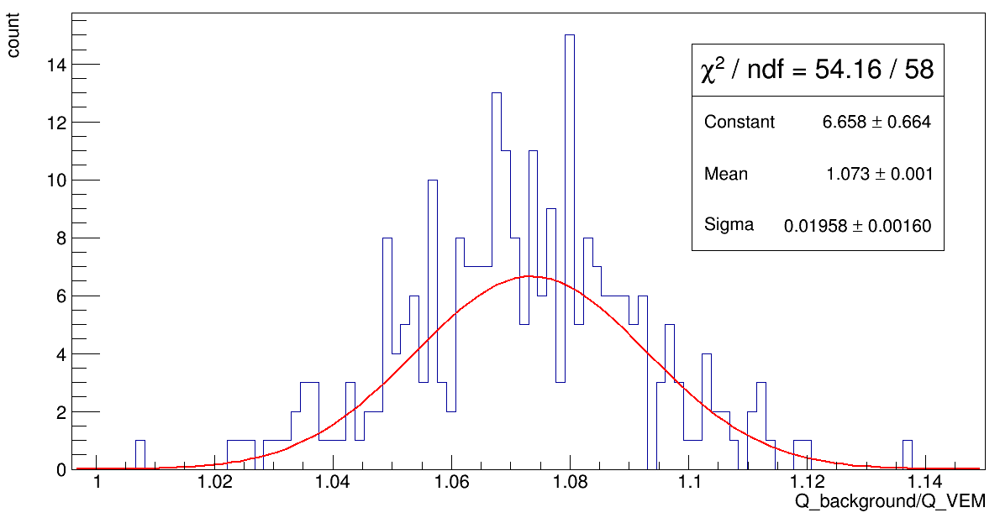 count
χ² / ndf = 54.16 / 58
Constant 6.658 ± 0.664
Mean 1.073 ± 0.001
Sigma 0.01958 ± 0.00160
14
12
10
8
6
4
2
0
1 1.02 1.04 1.06 1.08 1.1 1.12 1.14
Q_background/Q_VEM